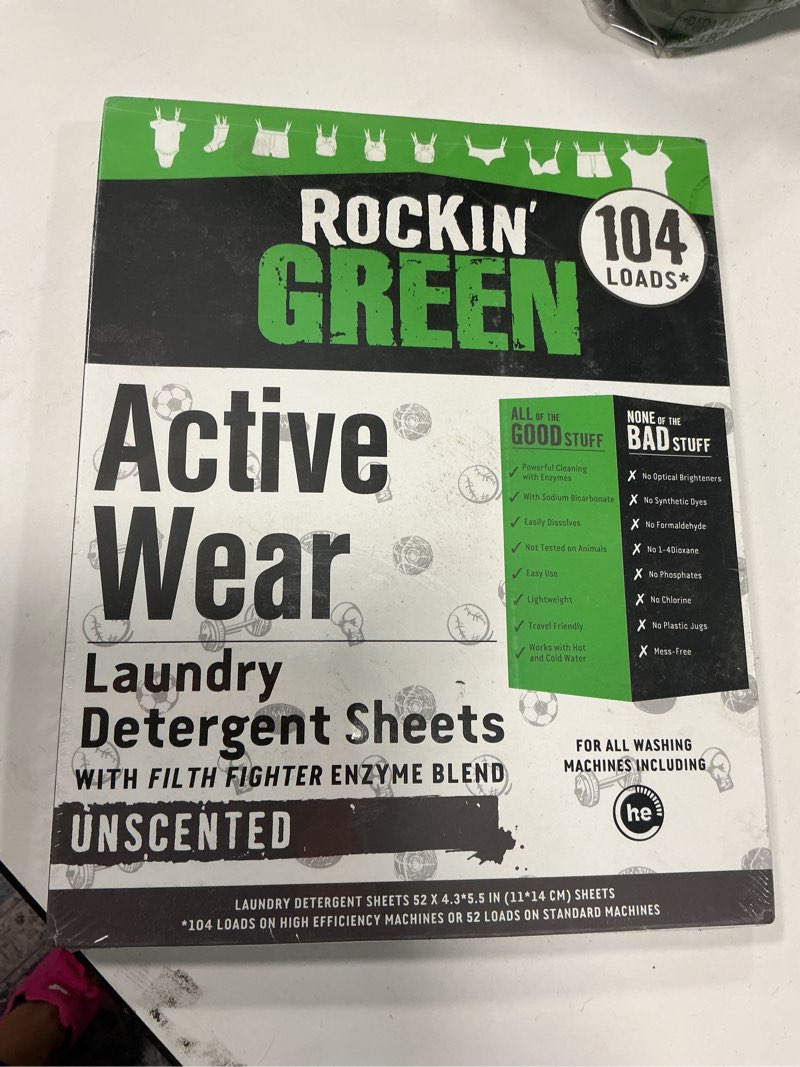 ROCKIN'
GREEN
104
LOADS*
Active
Wear
Laundry
Detergent Sheets
WITH FILTH FIGHTER ENZYME BLEND
UNSCENTED
ALL OF THE
GOOD STUFF
✓ Powerful Cleaning
with Enzymes
✓ With Sodium Bicarbonate
✓ Easily Dissolves
✓ Not Tested on Animals
✓ Easy Use
✓ Lightweight
✓ Travel Friendly
✓ Works with Hot
and Cold Water
NONE OF THE
BAD STUFF
✗ No Optical Brighteners
✗ No Synthetic Dyes
✗ No Formaldehyde
✗ No 1-4Dioxane
✗ No Phosphates
✗ No Chlorine
✗ No Plastic Jugs
✗ Mess-Free
FOR ALL WASHING
MACHINES INCLUDING
he
LAUNDRY DETERGENT SHEETS 52 X 4.3*5.5 IN (11*14 CM) SHEETS
*104 LOADS ON HIGH EFFICIENCY MACHINES OR 52 LOADS ON STANDARD MACHINES